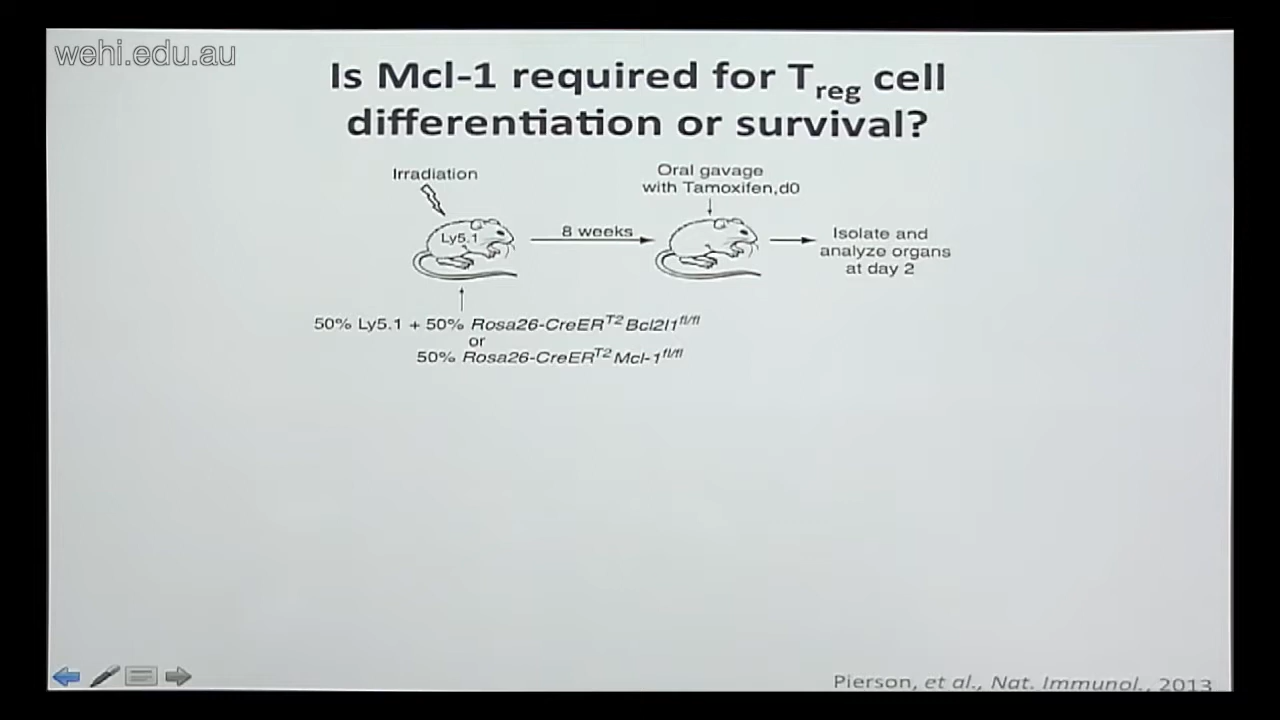 wehi.edu.au
Is Mcl-1 required for Treg cell
differentiation or survival?
Irradiation
Oral gavage
with Tamoxifen,d0
Ly5.1
8 weeks
Isolate and
analyze organs
at day 2
50% Ly5.1 + 50% Rosa26-CreERT2 Bcl2l1fl/fl
or
50% Rosa26-CreERT2 Mcl-1fl/fl
Pierson, et al., Nat. Immunol., 2013